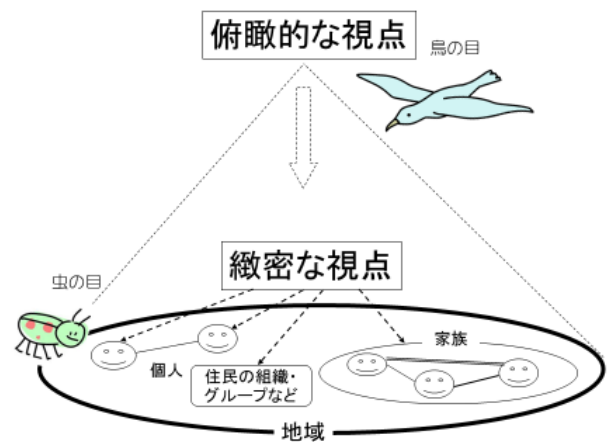 俯瞰的な視点
鳥の目
緻密な視点
虫の目
家族
個人
住民の組織・
グループなど
地域